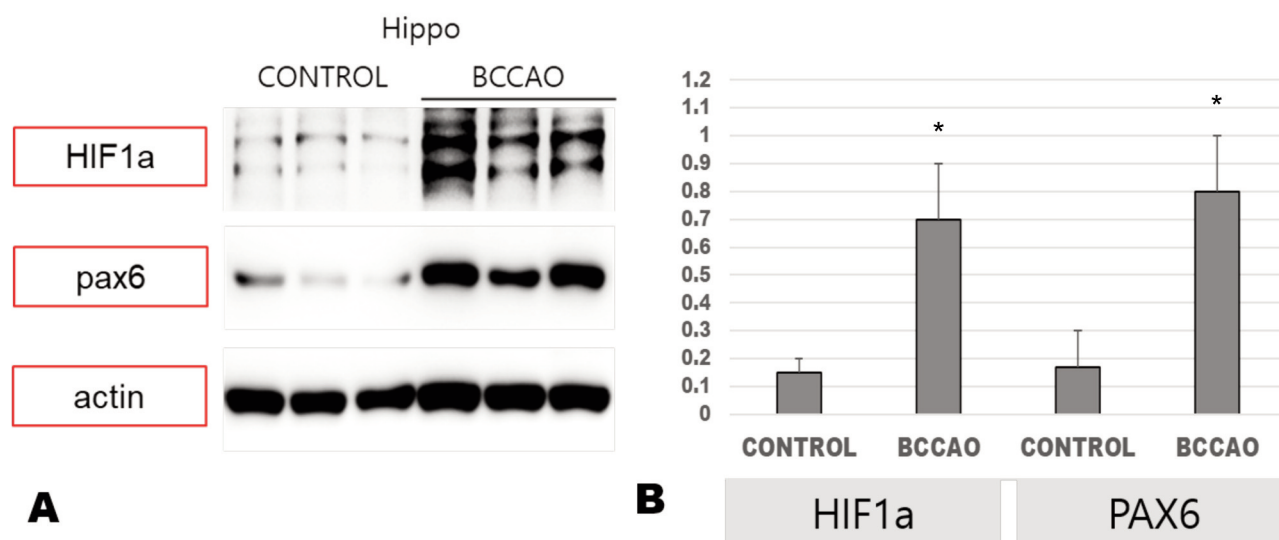 Hippo
CONTROL BCCAO
HIF1a
pax6
actin
A
1.2
1.1
1
0.9
0.8
0.7
0.6
0.5
0.4
0.3
0.2
0.1
0
*
*
CONTROL BCCAO CONTROL BCCAO
HIF1a PAX6
B